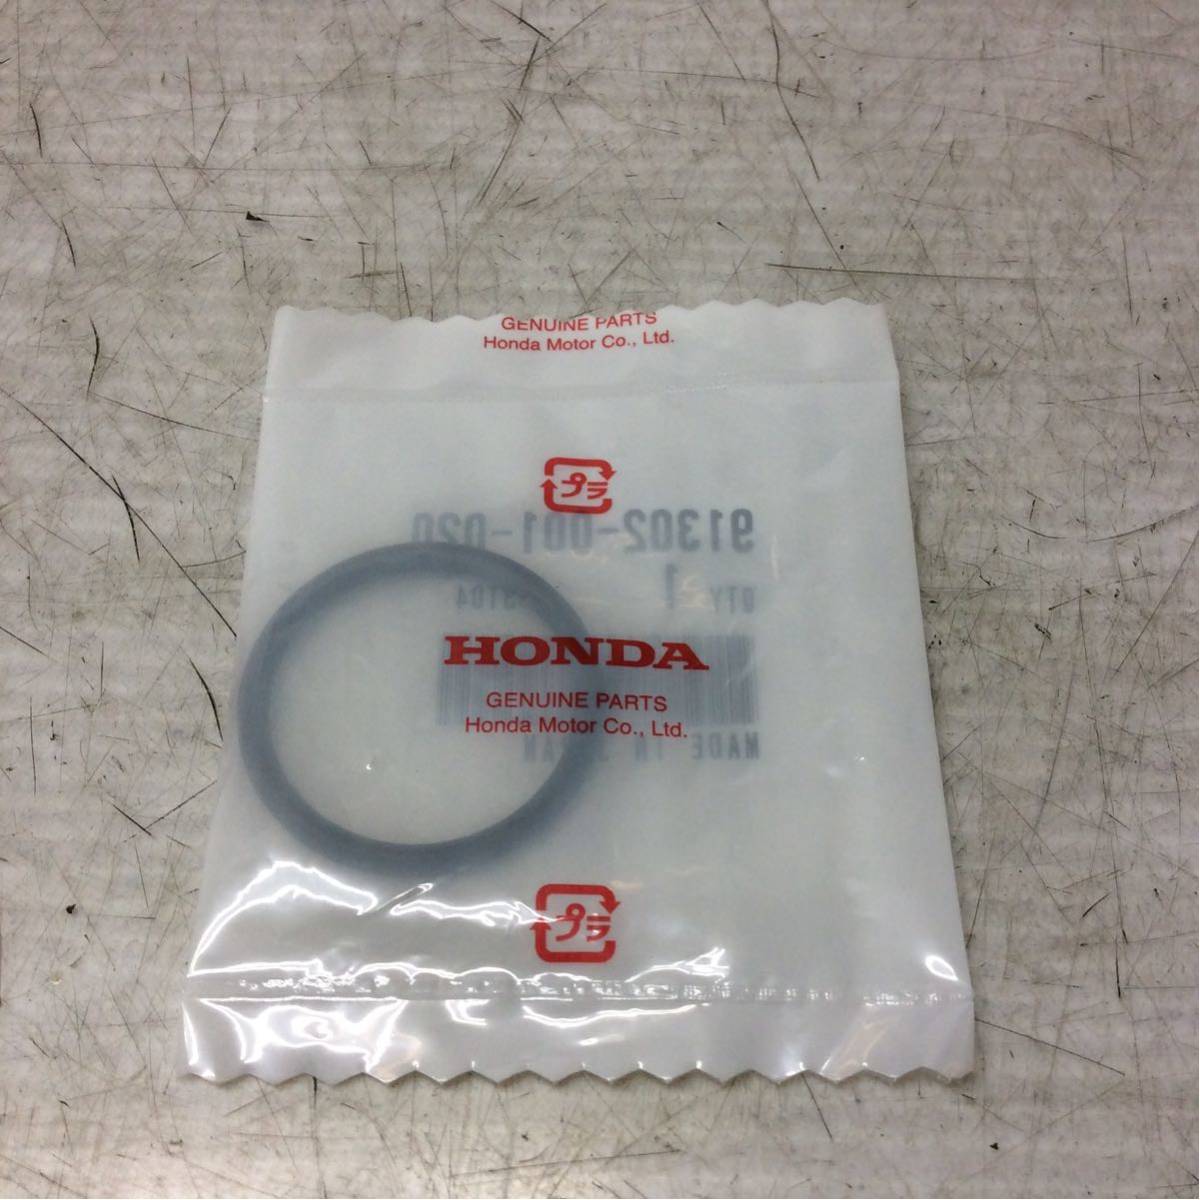 GENUINE PARTS
Honda Motor Co., Ltd.
プラ
91302-001-020
QTY 1
HONDA
GENUINE PARTS
Honda Motor Co., Ltd.
MADE IN JAPAN
プラ